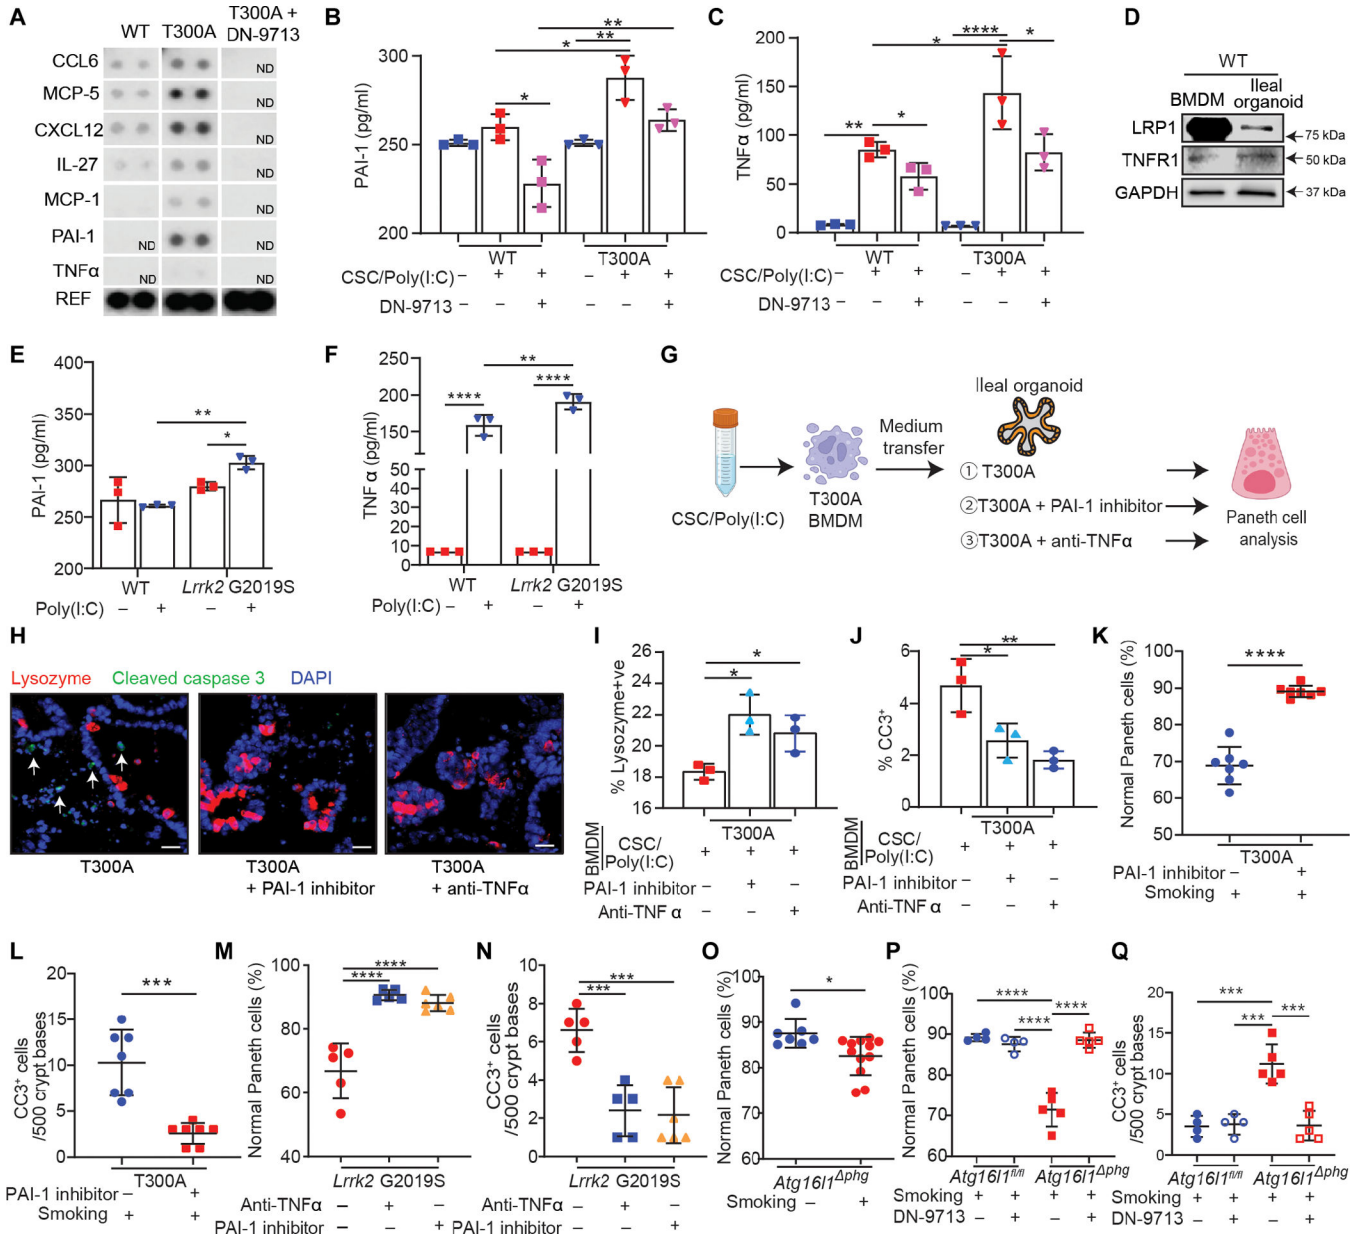 A
WT T300A T300A + DN-9713
CCL6 ND
MCP-5 ND
CXCL12 ND
IL-27 ND
MCP-1 ND
PAI-1 ND ND
TNFα ND ND
REF
B
** ** * *
PAI-1 (pg/ml)
300
250
200
WT T300A
CSC/Poly(I:C) – + + – + +
DN-9713 – – + – – +
C
**** * * ** *
TNFα (pg/ml)
200
150
100
50
0
WT T300A
CSC/Poly(I:C) – + + – + +
DN-9713 – – + – – +
D
WT
BMDM Ileal organoid
LRP1 75 kDa
TNFR1 50 kDa
GAPDH 37 kDa
E
** *
PAI-1 (pg/ml)
400
350
300
250
200
WT Lrrk2 G2019S
Poly(I:C) – + – +
F
** **** ****
TNF α (pg/ml)
250
200
150
50
40
30
20
10
0
WT Lrrk2 G2019S
Poly(I:C) – + – +
G
CSC/Poly(I:C)
T300A
BMDM
Medium
transfer
Ileal organoid
① T300A
②T300A + PAI-1 inhibitor
③T300A + anti-TNFα
Paneth cell
analysis
H
Lysozyme Cleaved caspase 3 DAPI
T300A
T300A
+ PAI-1 inhibitor
T300A
+ anti-TNFα
I
* *
% Lysozyme+ve
26
24
22
20
18
16
T300A
BMDM
CSC/
Poly(I:C) + + +
PAI-1 inhibitor – + –
Anti-TNF α – – +
J
** *
% CC3+
6
4
2
0
T300A
BMDM
CSC/
Poly(I:C) + + +
PAI-1 inhibitor – + –
Anti-TNF α – – +
K
****
Normal Paneth cells (%)
100
90
80
70
60
50
T300A
PAI-1 inhibitor – +
Smoking + +
L
***
CC3+ cells
/500 crypt bases
20
15
10
5
0
T300A
PAI-1 inhibitor – +
Smoking + +
M
**** ****
Normal Paneth cells (%)
100
80
60
40
Lrrk2 G2019S
Anti-TNFα – + –
PAI-1 inhibitor – – +
N
*** ***
CC3+ cells
/500 crypt bases
10
8
6
4
2
0
Lrrk2 G2019S
Anti-TNFα – + –
PAI-1 inhibitor – – +
O
*
Normal Paneth cells (%)
100
90
80
70
60
Atg16l1Δphg
Smoking – +
P
**** **** ****
Normal Paneth cells (%)
100
90
80
70
60
Atg16l1fl/fl Atg16l1Δphg
Smoking + + + +
DN-9713 – + – +
Q
*** *** ***
CC3+ cells
/500 crypt bases
20
15
10
5
0
Atg16l1fl/fl Atg16l1Δphg
Smoking + + + +
DN-9713 – + – +